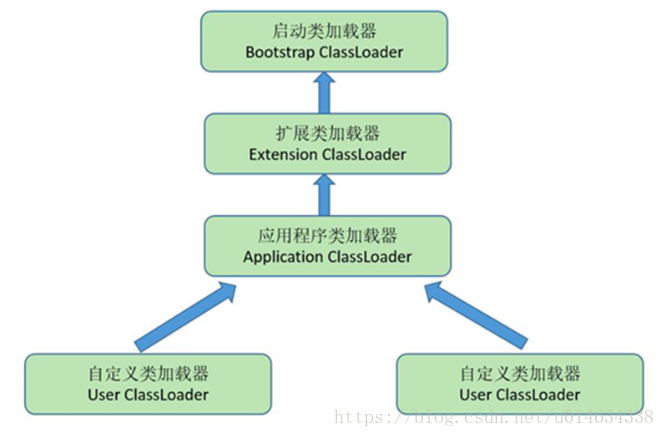 启动类加载器
Bootstrap ClassLoader
扩展类加载器
Extension ClassLoader
应用程序类加载器
Application ClassLoader
自定义类加载器
User ClassLoader
自定义类加载器
User ClassLoader
https://blog.csdn.net/u014634338